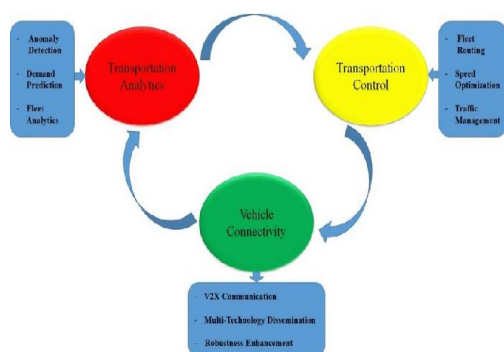 - Anomaly
Detection
- Demand
Prediction
- Fleet
Analytics
Transportation
Analytics
Transportation
Control
- Fleet
Routing
- Speed
Optimization
- Traffic
Management
Vehicle
Connectivity
- V2X Communication
- Multi-Technology Dissemination
- Robustness Enhancement